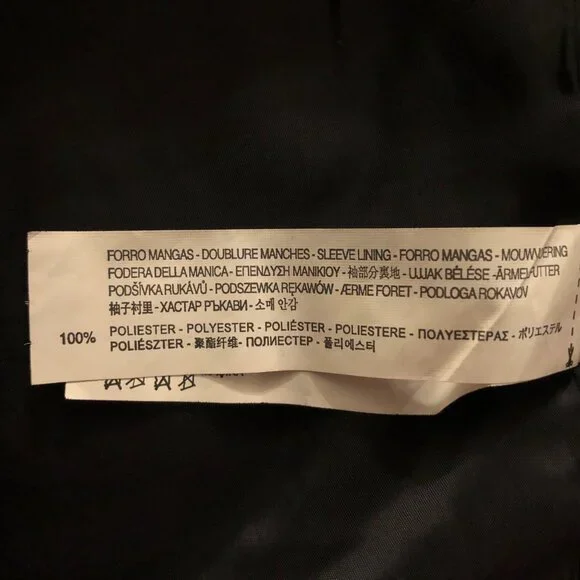 FORRO MANGAS - DOUBLURE MANCHES - SLEEVE LINING - FORRO MANGAS - MOUWVOERING
FODERA DELLA MANICA - ΕΠΕΝΔΥΣΗ ΜΑΝΙΚΙΟΥ - 袖部分裏地 - UJJAK BÉLÉSE - ÄRMELFUTTER
PODŠÍVKA RUKÁVŮ - PODSZEWKA RĘKAWÓW - ÆRME FORET - PODLOGA ROKAVOV
袖子衬里 - ХАСТАР РЪКАВИ - 소매 안감
100% POLIESTER - POLYESTER - POLIÉSTER - POLIESTERE - ΠΟΛΥΕΣΤΕΡΑΣ - ポリエステル
POLIÉSZTER - 聚酯纤维 - ПОЛИЕСТЕР - 폴리에스터